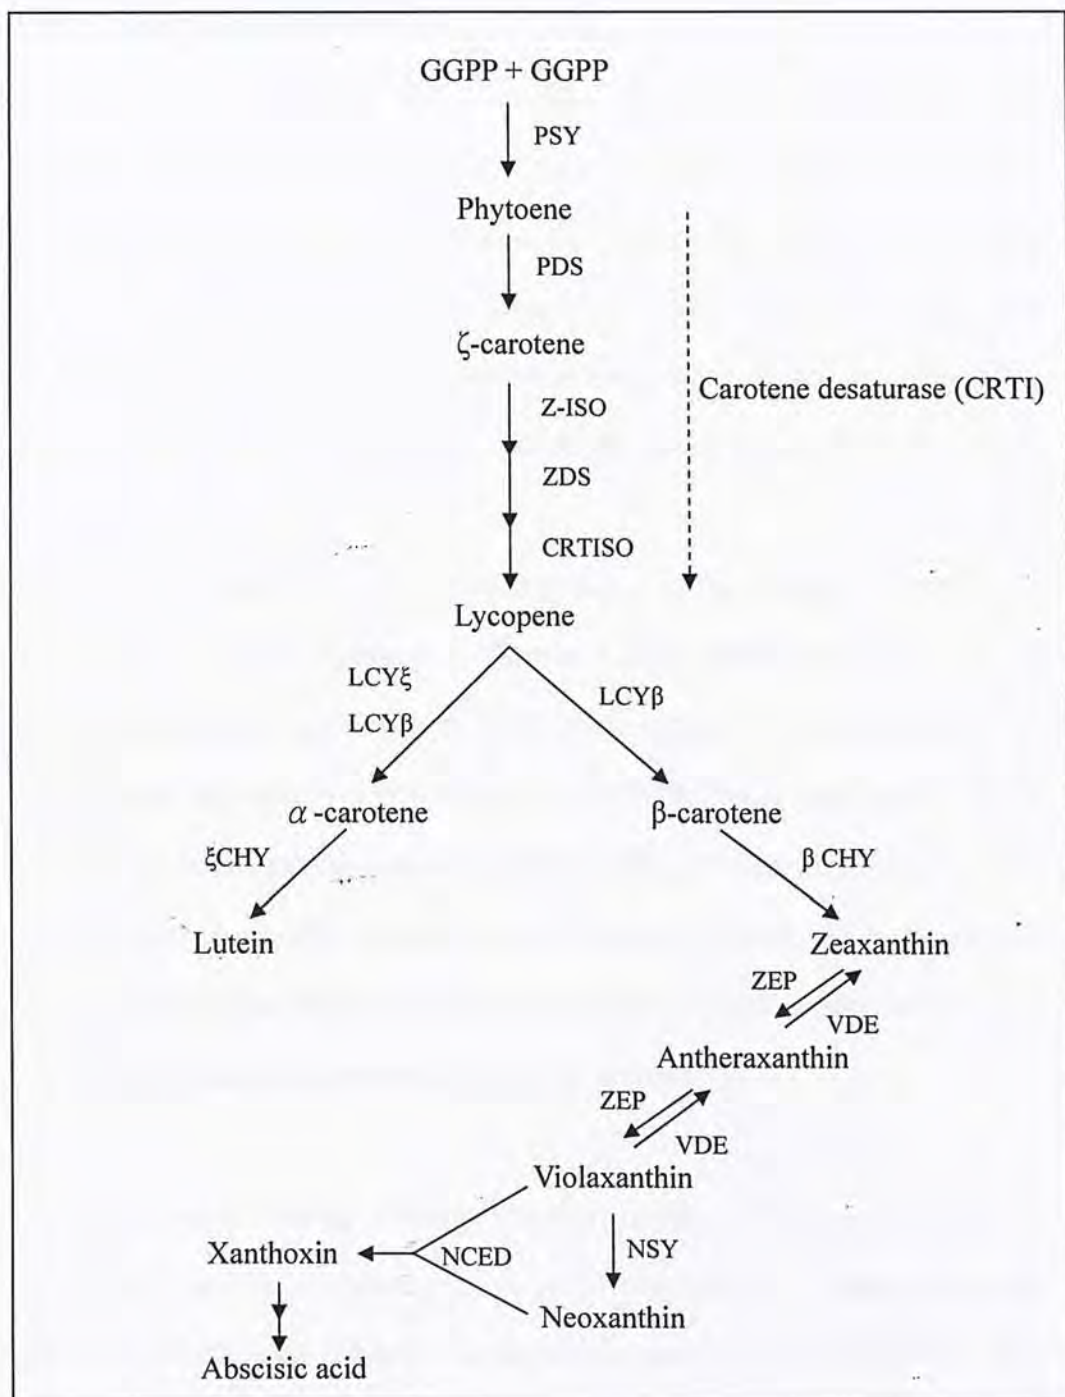 GGPP + GGPP
PSY
Phytoene
PDS
ζ-carotene
Z-ISO
Carotene desaturase (CRTI)
ZDS
CRTISO
Lycopene
LCYξ
LCYβ
LCYβ
α -carotene
β-carotene
ξCHY
β CHY
Lutein
Zeaxanthin
ZEP
VDE
Antheraxanthin
ZEP
VDE
Violaxanthin
Xanthoxin
NCED
NSY
Neoxanthin
Abscisic acid